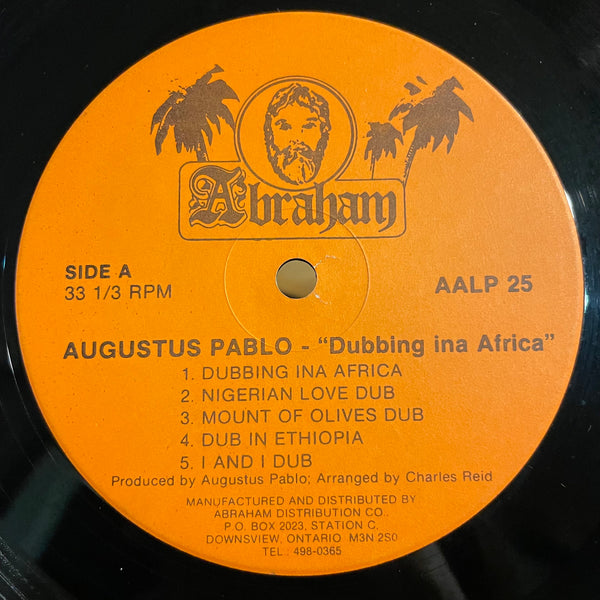 Abraham
SIDE A
33 1/3 RPM
AALP 25
AUGUSTUS PABLO - "Dubbing ina Africa"
1. DUBBING INA AFRICA
2. NIGERIAN LOVE DUB
3. MOUNT OF OLIVES DUB
4. DUB IN ETHIOPIA
5. I AND I DUB
Produced by Augustus Pablo; Arranged by Charles Reid
MANUFACTURED AND DISTRIBUTED BY
ABRAHAM DISTRIBUTION CO..
P.O. BOX 2023, STATION C,
DOWNSVIEW, ONTARIO M3N 2S0
TEL: 498-0365